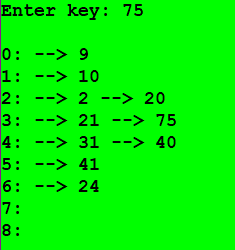 Enter key: 75
0: --> 9
1: --> 10
2: --> 2 --> 20
3: --> 21 --> 75
4: --> 31 --> 40
5: --> 41
6: --> 24
7:
8: